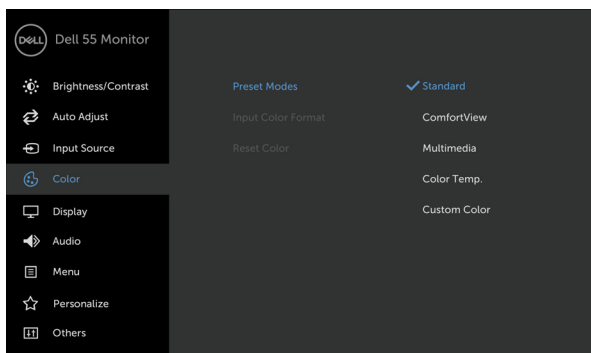 DELL Dell 55 Monitor
Brightness/Contrast Preset Modes Standard
Auto Adjust Input Color Format ComfortView
Input Source Reset Color Multimedia
Color Color Temp.
Display Custom Color
Audio
Menu
Personalize
Others